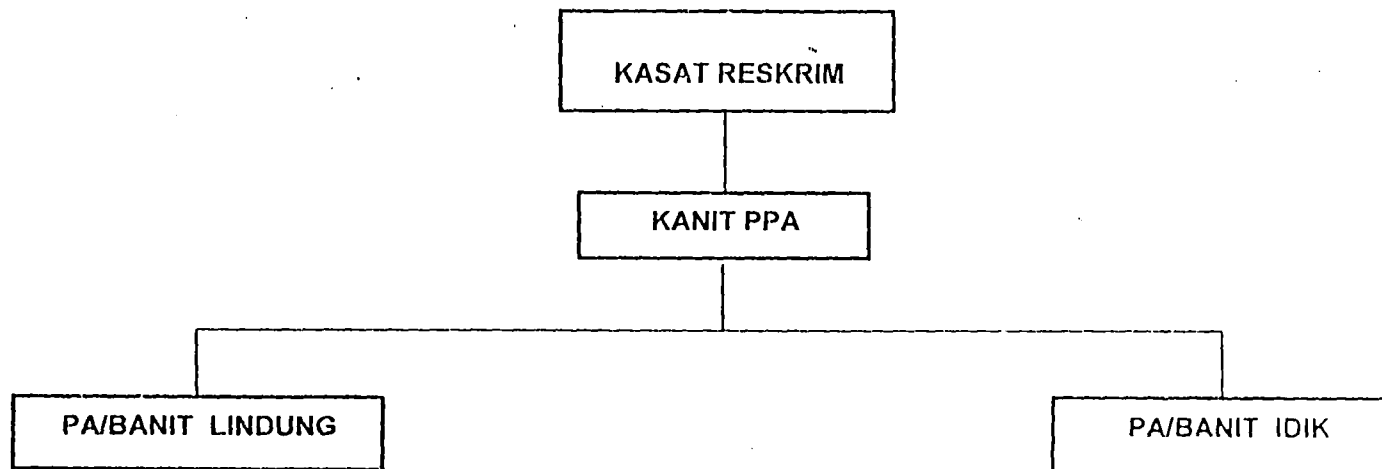 KASAT RESKRIM
KANIT PPA
PA/BANIT LINDUNG
PA/BANIT IDIK